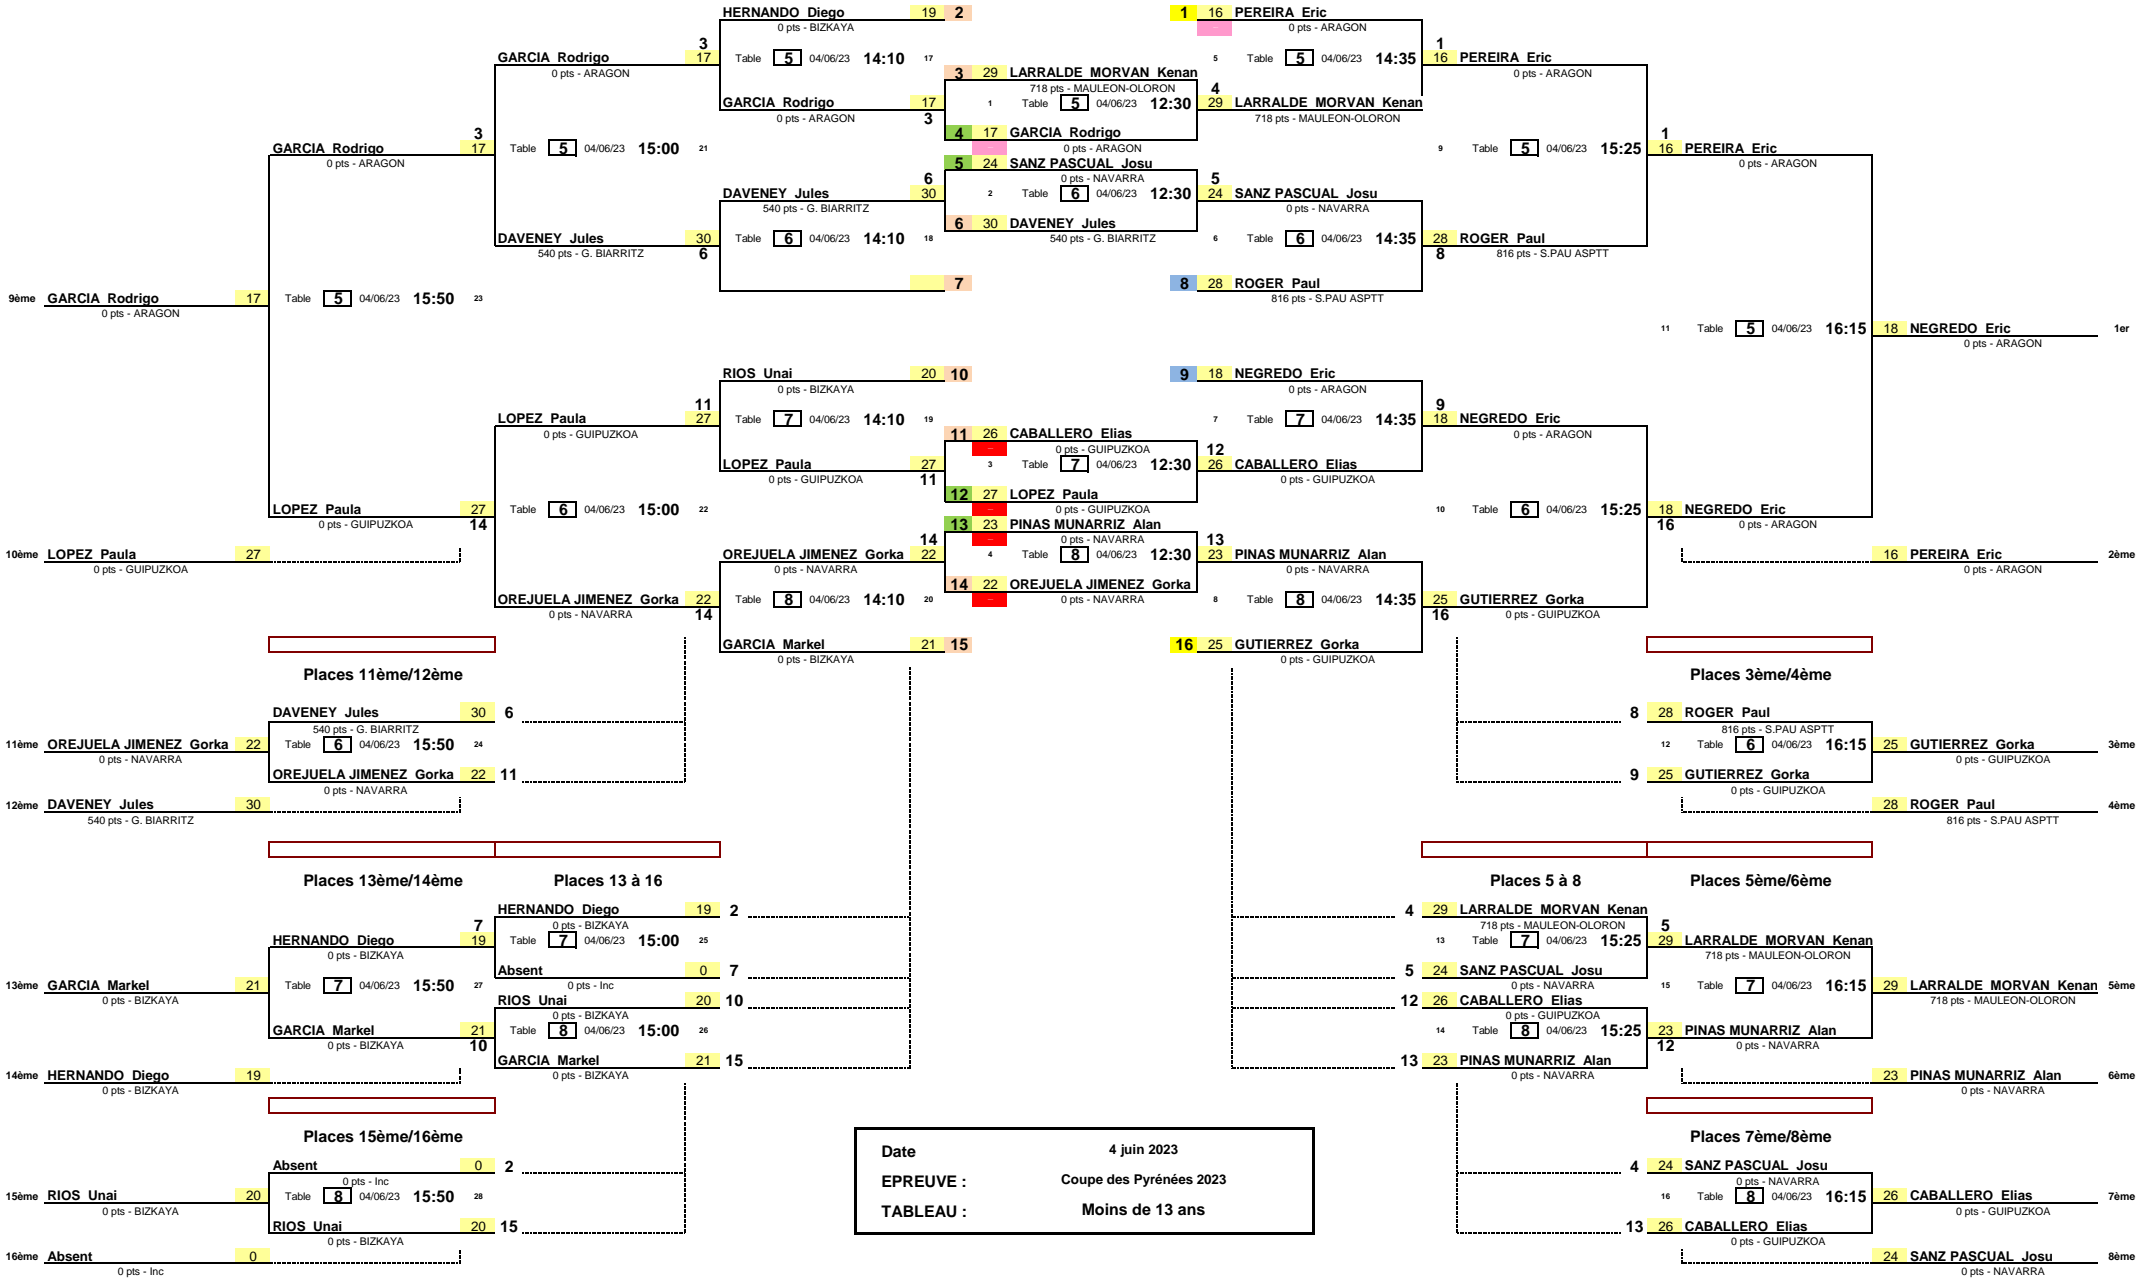 HERNANDO Diego 19 2 1 16 PEREIRA Eric
0 pts - BIZKAYA 0 pts - ARAGON
3 1
GARCIA Rodrigo 17 Table 5 04/06/23 14:10 17 5 Table 5 04/06/23 14:35 16 PEREIRA Eric
0 pts - ARAGON 3 29 LARRALDE MORVAN Kenan 0 pts - ARAGON
718 pts - MAULEON-OLORON 4
GARCIA Rodrigo 17 1 Table 5 04/06/23 12:30 29 LARRALDE MORVAN Kenan
0 pts - ARAGON 3 718 pts - MAULEON-OLORON
3 4 17 GARCIA Rodrigo 1
GARCIA Rodrigo 17 Table 5 04/06/23 15:00 21 0 pts - ARAGON 9 Table 5 04/06/23 15:25 16 PEREIRA Eric
0 pts - ARAGON 5 24 SANZ PASCUAL Josu 0 pts - ARAGON
6 0 pts - NAVARRA 5
DAVENEY Jules 30 2 Table 6 04/06/23 12:30 24 SANZ PASCUAL Josu
540 pts - G. BIARRITZ 0 pts - NAVARRA
6 30 DAVENEY Jules
DAVENEY Jules 30 Table 6 04/06/23 14:10 18 540 pts - G. BIARRITZ 6 Table 6 04/06/23 14:35 28 ROGER Paul
540 pts - G. BIARRITZ 6 8 816 pts - S.PAU ASPTT
7 8 28 ROGER Paul
9ème GARCIA Rodrigo 17 Table 5 04/06/23 15:50 23 816 pts - S.PAU ASPTT
0 pts - ARAGON
11 Table 5 04/06/23 16:15 18 NEGREDO Eric 1er
0 pts - ARAGON
RIOS Unai 20 10 9 18 NEGREDO Eric
0 pts - BIZKAYA 0 pts - ARAGON
11 9
LOPEZ Paula 27 Table 7 04/06/23 14:10 19 7 Table 7 04/06/23 14:35 18 NEGREDO Eric
0 pts - GUIPUZKOA 11 26 CABALLERO Elias 0 pts - ARAGON
0 pts - GUIPUZKOA 12
LOPEZ Paula 27 3 Table 7 04/06/23 12:30 26 CABALLERO Elias
0 pts - GUIPUZKOA 11 0 pts - GUIPUZKOA
12 27 LOPEZ Paula
LOPEZ Paula 27 Table 6 04/06/23 15:00 22 0 pts - GUIPUZKOA 10 Table 6 04/06/23 15:25 18 NEGREDO Eric
0 pts - GUIPUZKOA 14 13 23 PINAS MUNARRIZ Alan 16 0 pts - ARAGON
14 0 pts - NAVARRA 13
10ème LOPEZ Paula 27 OREJUELA JIMENEZ Gorka 22 4 Table 8 04/06/23 12:30 23 PINAS MUNARRIZ Alan 16 PEREIRA Eric 2ème
0 pts - GUIPUZKOA 0 pts - NAVARRA 0 pts - NAVARRA 0 pts - ARAGON
14 22 OREJUELA JIMENEZ Gorka
OREJUELA JIMENEZ Gorka 22 Table 8 04/06/23 14:10 20 0 pts - NAVARRA 8 Table 8 04/06/23 14:35 25 GUTIERREZ Gorka
0 pts - NAVARRA 14 16 0 pts - GUIPUZKOA
GARCIA Markel 21 15 16 25 GUTIERREZ Gorka
0 pts - BIZKAYA 0 pts - GUIPUZKOA
Places 11ème/12ème Places 3ème/4ème
DAVENEY Jules 30 6 8 28 ROGER Paul
540 pts - G. BIARRITZ 816 pts - S.PAU ASPTT
11ème OREJUELA JIMENEZ Gorka 22 Table 6 04/06/23 15:50 24 12 Table 6 04/06/23 16:15 25 GUTIERREZ Gorka 3ème
0 pts - NAVARRA 0 pts - GUIPUZKOA
OREJUELA JIMENEZ Gorka 22 11 9 25 GUTIERREZ Gorka
0 pts - NAVARRA 0 pts - GUIPUZKOA
12ème DAVENEY Jules 30 28 ROGER Paul 4ème
540 pts - G. BIARRITZ 816 pts - S.PAU ASPTT
Places 13ème/14ème Places 13 à 16 Places 5 à 8 Places 5ème/6ème
HERNANDO Diego 19 2 4 29 LARRALDE MORVAN Kenan
7 0 pts - BIZKAYA 718 pts - MAULEON-OLORON 5
HERNANDO Diego 19 Table 7 04/06/23 15:00 25 13 Table 7 04/06/23 15:25 29 LARRALDE MORVAN Kenan
0 pts - BIZKAYA 718 pts - MAULEON-OLORON
Absent 0 7 5 24 SANZ PASCUAL Josu
13ème GARCIA Markel 21 Table 7 04/06/23 15:50 27 0 pts - Inc 0 pts - NAVARRA 15 Table 7 04/06/23 16:15 29 LARRALDE MORVAN Kenan 5ème
0 pts - BIZKAYA RIOS Unai 20 10 12 26 CABALLERO Elias 718 pts - MAULEON-OLORON
0 pts - BIZKAYA 0 pts - GUIPUZKOA
GARCIA Markel 21 Table 8 04/06/23 15:00 26 14 Table 8 04/06/23 15:25 23 PINAS MUNARRIZ Alan
0 pts - BIZKAYA 10 12 0 pts - NAVARRA
GARCIA Markel 21 15 13 23 PINAS MUNARRIZ Alan
14ème HERNANDO Diego 19 0 pts - BIZKAYA 0 pts - NAVARRA 23 PINAS MUNARRIZ Alan 6ème
0 pts - BIZKAYA 0 pts - NAVARRA
Places 15ème/16ème Places 7ème/8ème
Date 4 juin 2023
Absent 0 2 4 24 SANZ PASCUAL Josu
0 pts - Inc EPREUVE : Coupe des Pyrénées 2023 0 pts - NAVARRA
15ème RIOS Unai 20 Table 8 04/06/23 15:50 28 16 Table 8 04/06/23 16:15 26 CABALLERO Elias 7ème
0 pts - BIZKAYA TABLEAU : Moins de 13 ans 0 pts - GUIPUZKOA
RIOS Unai 20 15 13 26 CABALLERO Elias
0 pts - BIZKAYA 0 pts - GUIPUZKOA
16ème Absent 0 24 SANZ PASCUAL Josu 8ème
0 pts - Inc 0 pts - NAVARRA